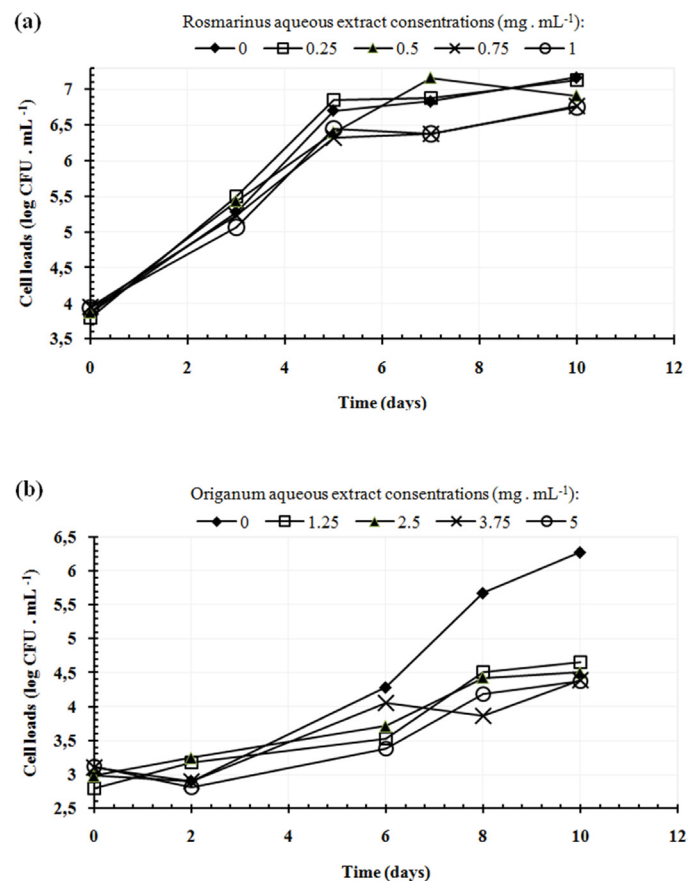 (a)
Rosmarinus aqueous extract consentrations (mg . mL⁻¹):
0 0.25 0.5 0.75 1
Cell loads (log CFU . mL ⁻¹)
7
6,5
6
5,5
5
4,5
4
3,5
0 2 4 6 8 10 12
Time (days)
(b)
Origanum aqueous extract consentrations (mg . mL⁻¹):
0 1.25 2.5 3.75 5
Cell loads (log CFU . mL ⁻¹)
6,5
6
5,5
5
4,5
4
3,5
3
2,5
0 2 4 6 8 10 12
Time (days)